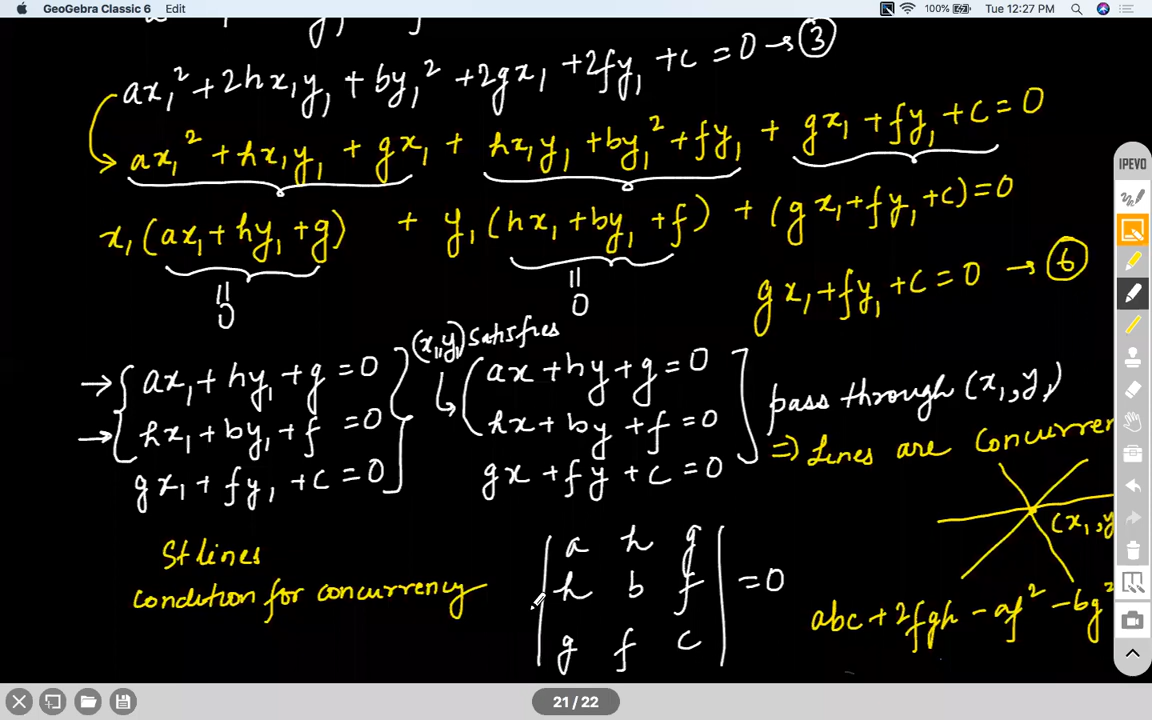 GeoGebra Classic 6 Edit 100% Tue 12:27 PM
ax₁² + 2hx₁y₁ + by₁² + 2gx₁ + 2fy₁ + c = 0 → ③
ax₁² + hx₁y₁ + gx₁ + hx₁y₁ + by₁² + fy₁ + gx₁ + fy₁ + c = 0
IPEVO
x₁(ax₁ + hy₁ + g) + y₁(hx₁ + by₁ + f) + (gx₁ + fy₁ + c) = 0
= 0 = 0
gx₁ + fy₁ + c = 0 → ⑥
(x₁, y₁) satisfies
ax₁ + hy₁ + g = 0
ax + hy + g = 0
hx₁ + by₁ + f = 0
hx + by + f = 0
gx₁ + fy₁ + c = 0
gx + fy + c = 0
pass through (x₁, y₁)
⇒ Lines are concurren
(x₁, y
St lines
condition for concurrency
| a h g |
| h b f | = 0
| g f c |
abc + 2fgh - af² - bg²
21 / 22